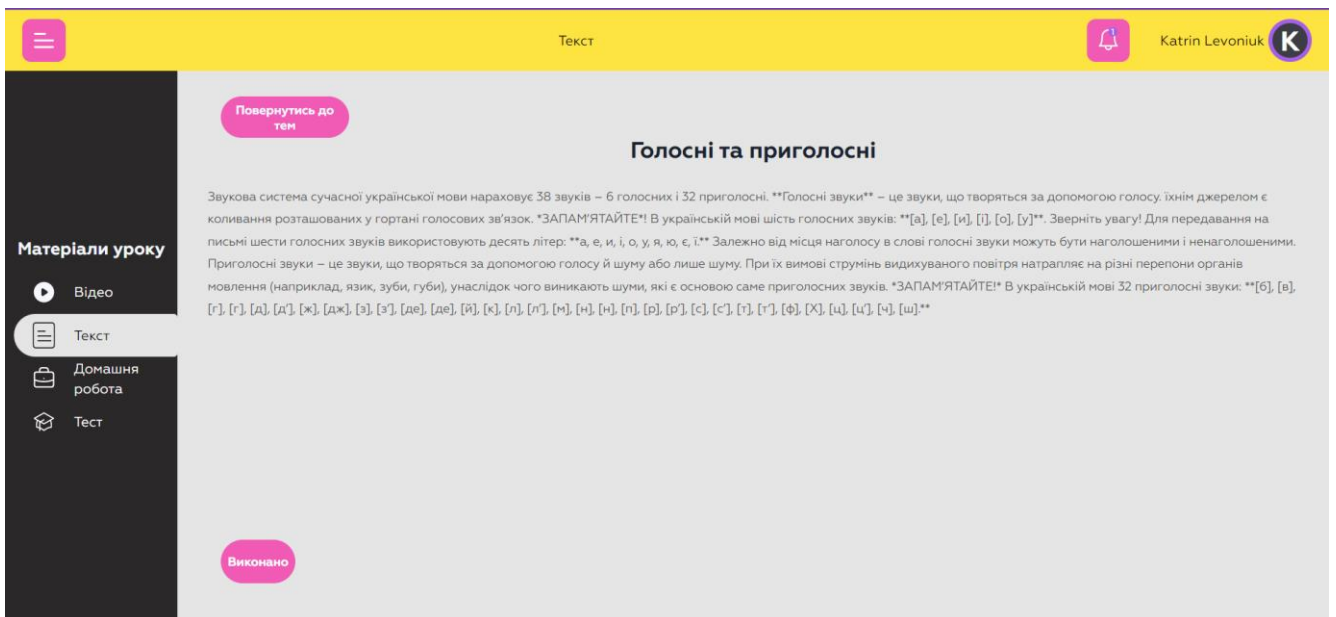 Текст
Katrin Levoniuk
K
Повернутись до
тем
Голосні та приголосні
Звукова система сучасної української мови нараховує 38 звуків – 6 голосних і 32 приголосні. **Голосні звуки** – це звуки, що творяться за допомогою голосу. їхнім джерелом є
коливання розташованих у гортані голосових зв'язок. *ЗАПАМ'ЯТАЙТЕ*! В українській мові шість голосних звуків: **[а], [е], [и], [і], [о], [у]**. Зверніть увагу! Для передавання на
письмі шести голосних звуків використовують десять літер: **а, е, и, і, о, у, я, ю, є, ї.** Залежно від місця наголосу в слові голосні звуки можуть бути наголошеними і ненаголошеними.
Приголосні звуки – це звуки, що творяться за допомогою голосу й шуму або лише шуму. При їх вимові струмінь видихуваного повітря натрапляє на різні перепони органів
мовлення (наприклад, язик, зуби, губи), унаслідок чого виникають шуми, які є основою саме приголосних звуків. *ЗАПАМ'ЯТАЙТЕ!* В українській мові 32 приголосні звуки: **[б], [в],
[г], [г], [д], [д'], [ж], [дж], [з], [з'], [де], [де], [й], [к], [л], [л'], [м], [н], [н], [п], [р], [р'], [с], [с'], [т], [т'], [ф], [Х], [ц], [ц'], [ч], [ш].**
Матеріали уроку
Відео
Текст
Домашня
робота
Тест
Виконано